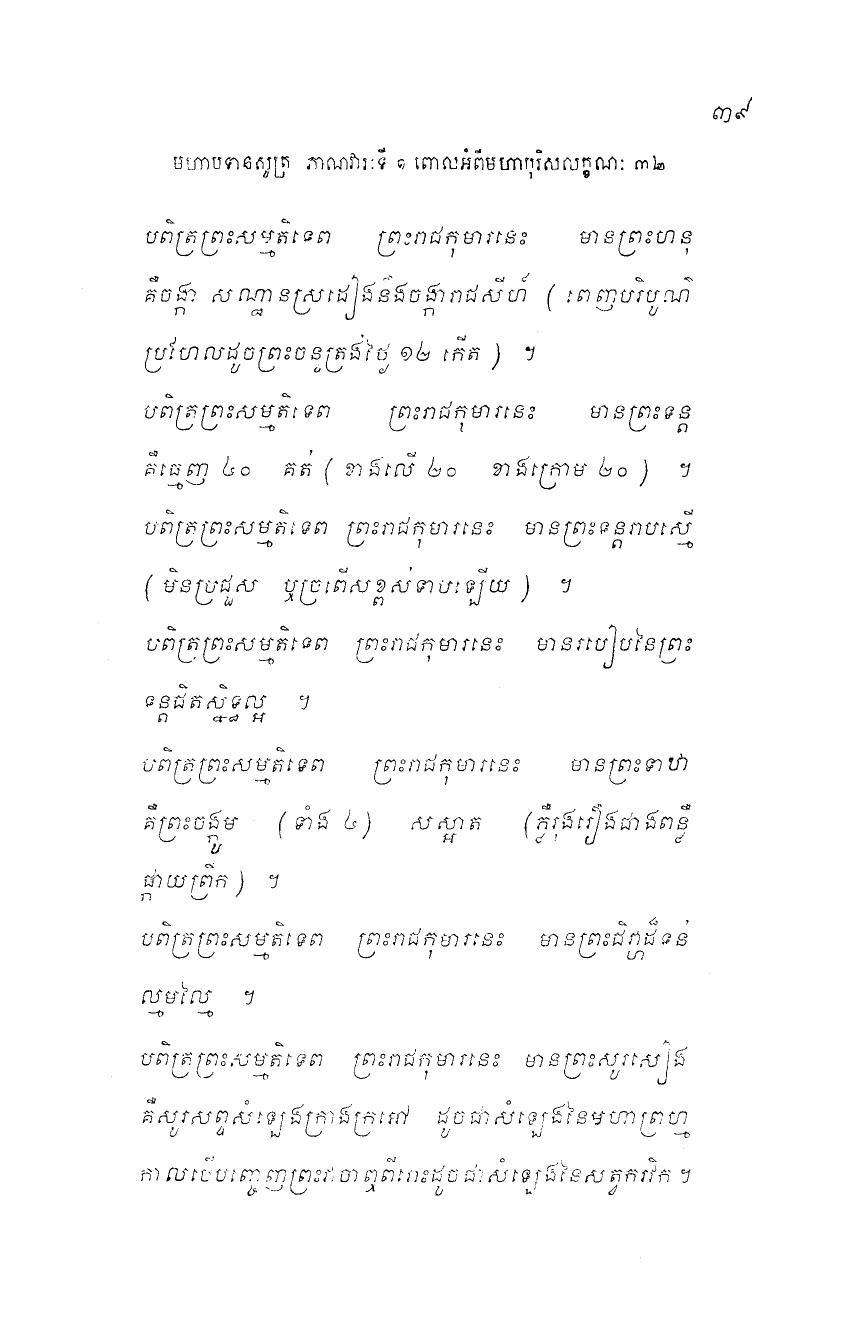 ៣៩
មហាបទានសូត្រ ភាណវារៈទី ១ ពោលអំពីមហាបុរិសលក្ខណៈ ៣២
បពិត្រព្រះសម្មតិទេព ព្រះរាជកុមារនេះ មានព្រះហនុ
គឺចង្កា សណ្ឋានស្រដៀងនឹងចង្ការាជសីហ៍ ( ពេញបរិបូណ៌
ប្រហែលដូចព្រះចន្ទត្រង់ថ្ងៃ ១២ កើត ) ។
បពិត្រព្រះសម្មតិទេព ព្រះរាជកុមារនេះ មានព្រះទន្ត
គឺធ្មេញ ៤០ គត់ ( ខាងលើ ២០ ខាងក្រោម ២០ ) ។
បពិត្រព្រះសម្មតិទេព ព្រះរាជកុមារនេះ មានព្រះទន្តរាបស្មើ
( មិនប្រដួស ឬច្រពើសខ្ពស់ទាបឡើយ ) ។
បពិត្រព្រះសម្មតិទេព ព្រះរាជកុមារនេះ មានរបៀបនៃព្រះ
ទន្តជិតស្និទ្ធល្អ ។
បពិត្រព្រះសម្មតិទេព ព្រះរាជកុមារនេះ មានព្រះទាឋា
គឺព្រះចង្កូម ( ទាំង ៤ ) សស្អាត (ភ្លឺរុងរឿងជាងពន្លឺ
ផ្កាយព្រឹក ) ។
បពិត្រព្រះសម្មតិទេព ព្រះរាជកុមារនេះ មានព្រះជិវ្ហាដ៏ទន់
ល្មមល្មៃ ។
បពិត្រព្រះសម្មតិទេព ព្រះរាជកុមារនេះ មានព្រះសូរសៀង
គឺសូរសព្ទសំឡេងក្រាងក្រអៅ ដូចជាសំឡេងនៃមហាព្រហ្ម
កាលបើបញ្ចេញព្រះវាចាឮពីរោះដូចជាសំឡេងនៃសត្វករវិក ។